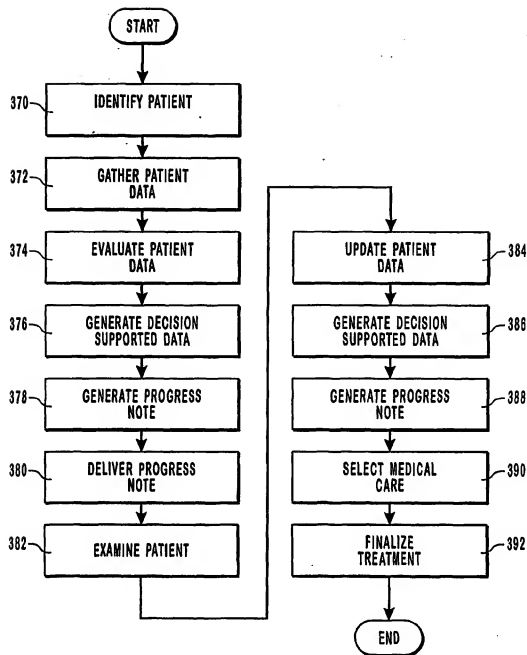 START
370
IDENTIFY PATIENT
372
GATHER PATIENT
DATA
374
EVALUATE PATIENT
DATA
376
GENERATE DECISION
SUPPORTED DATA
378
GENERATE PROGRESS
NOTE
380
DELIVER PROGRESS
NOTE
382
EXAMINE PATIENT
UPDATE PATIENT
DATA
384
GENERATE DECISION
SUPPORTED DATA
386
GENERATE PROGRESS
NOTE
388
SELECT MEDICAL
CARE
390
FINALIZE
TREATMENT
392
END